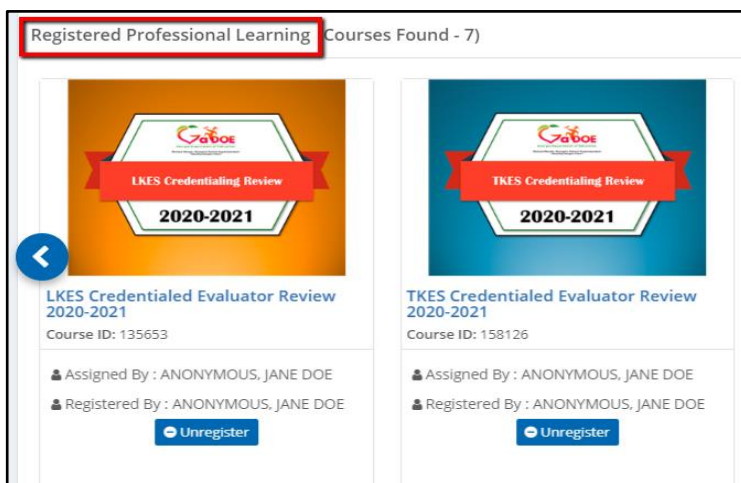 Registered Professional Learning (Courses Found - 7)
GaDOE
LKES Credentialing Review
2020-2021
LKES Credentialed Evaluator Review
2020-2021
Course ID: 135653
Assigned By : ANONYMOUS, JANE DOE
Registered By : ANONYMOUS, JANE DOE
Unregister
GaDOE
TKES Credentialing Review
2020-2021
TKES Credentialed Evaluator Review
2020-2021
Course ID: 158126
Assigned By : ANONYMOUS, JANE DOE
Registered By : ANONYMOUS, JANE DOE
Unregister